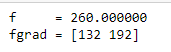 f     = 260.000000
fgrad = [132 192]